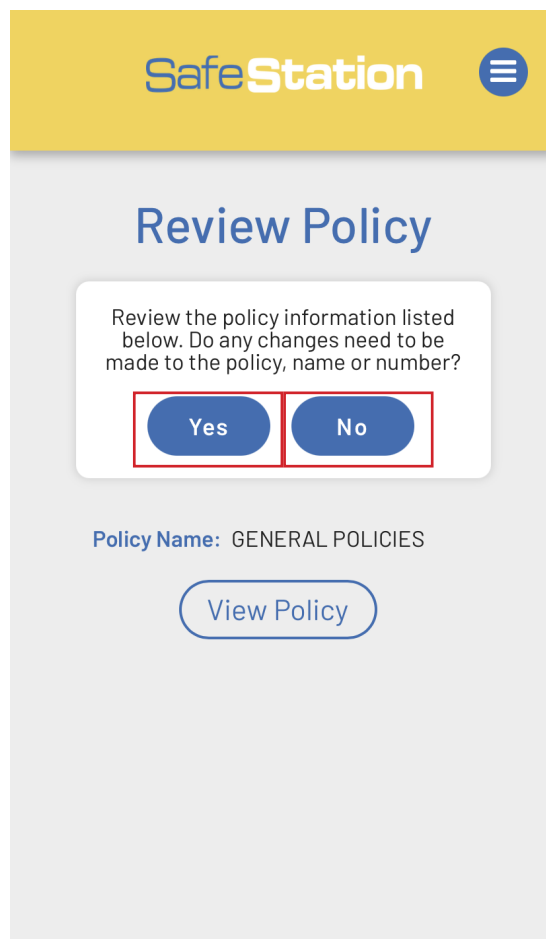 SafeStation
Review Policy
Review the policy information listed
below. Do any changes need to be
made to the policy, name or number?
Yes No
Policy Name: GENERAL POLICIES
View Policy